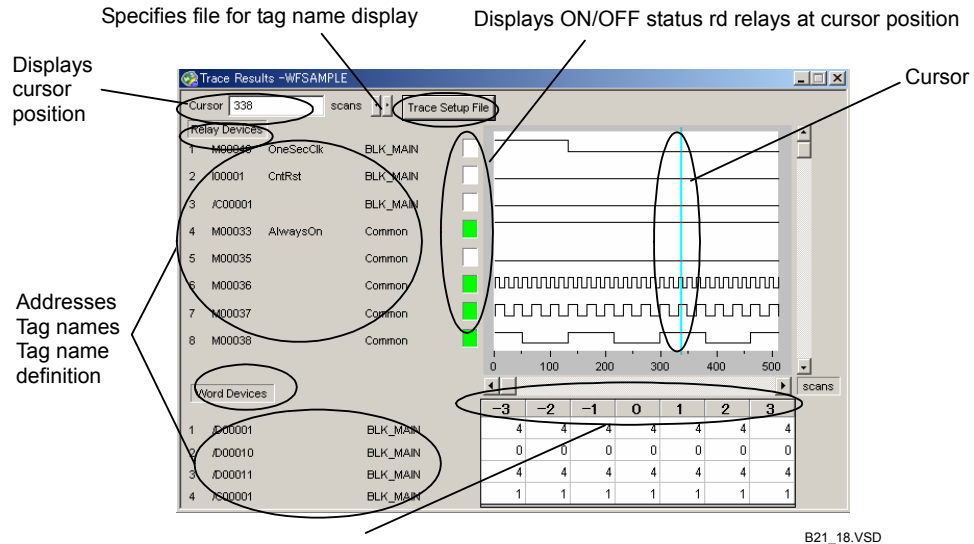 Specifies file for tag name display
Displays ON/OFF status rd relays at cursor position
Displays
cursor
position
Cursor
Trace Results -WFSAMPLE
Cursor 338 scans Trace Setup File
Relay Devices
1 M00048 OneSecClk BLK_MAIN
2 I00001 CntRst BLK_MAIN
3 /C00001 BLK_MAIN
4 M00033 AlwaysOn Common
5 M00035 Common
6 M00036 Common
7 M00037 Common
8 M00038 Common
0 100 200 300 400 500
scans
Addresses
Tag names
Tag name
definition
Word Devices
-3 -2 -1 0 1 2 3
1 /D00001 BLK_MAIN 4 4 4 4 4 4 4
2 /D00010 BLK_MAIN 0 0 0 0 0 0 0
3 /D00011 BLK_MAIN 4 4 4 4 4 4 4
4 BLK_MAIN 1 1 1 1 1 1 1
B21_18.VSD